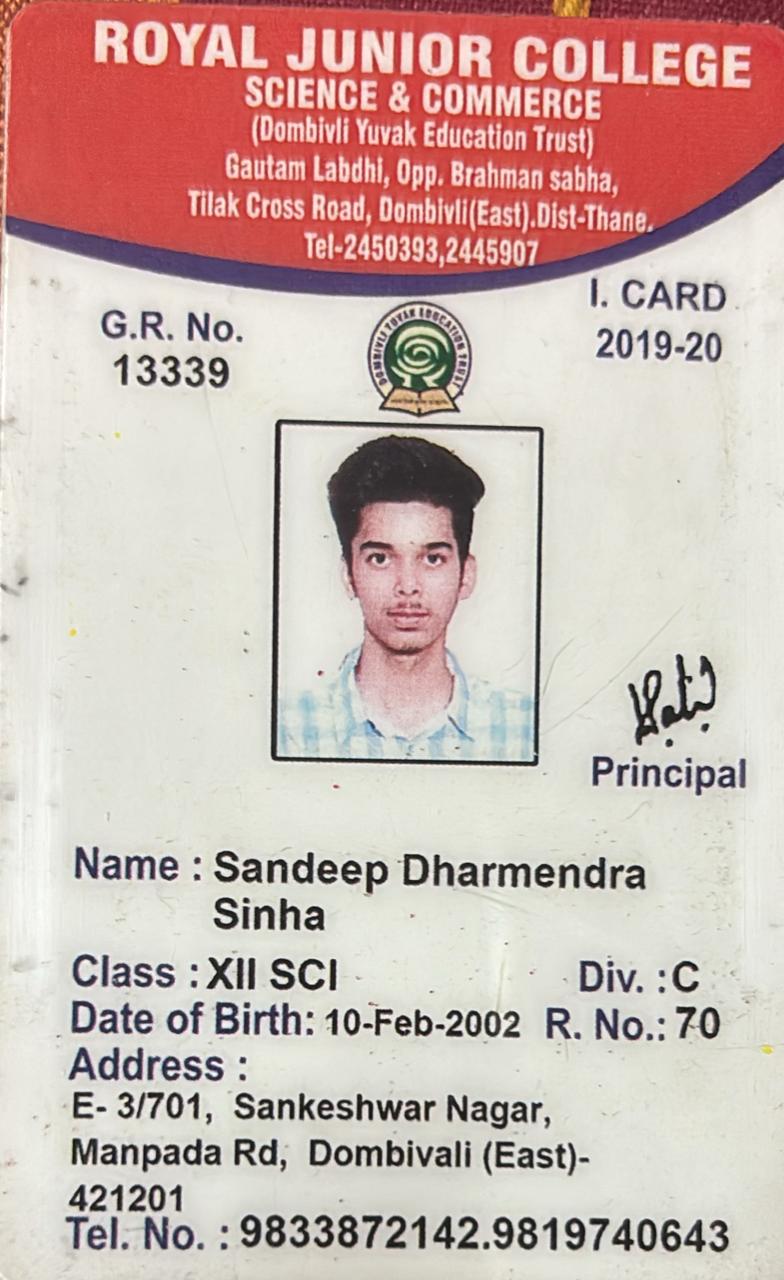 ROYAL JUNIOR COLLEGE
SCIENCE & COMMERCE
(Dombivli Yuvak Education Trust)
Gautam Labdhi, Opp. Brahman sabha,
Tilak Cross Road, Dombivli(East).Dist-Thane.
Tel-2450393,2445907
I. CARD
2019-20
G.R. No.
13339
DOMBIVLI YUVAK EDUCATION TRUST
Principal
Name : Sandeep Dharmendra
Sinha
Class : XII SCI Div. : C
Date of Birth: 10-Feb-2002 R. No.: 70
Address :
E- 3/701, Sankeshwar Nagar,
Manpada Rd, Dombivali (East)-
421201
Tel. No. : 9833872142.9819740643